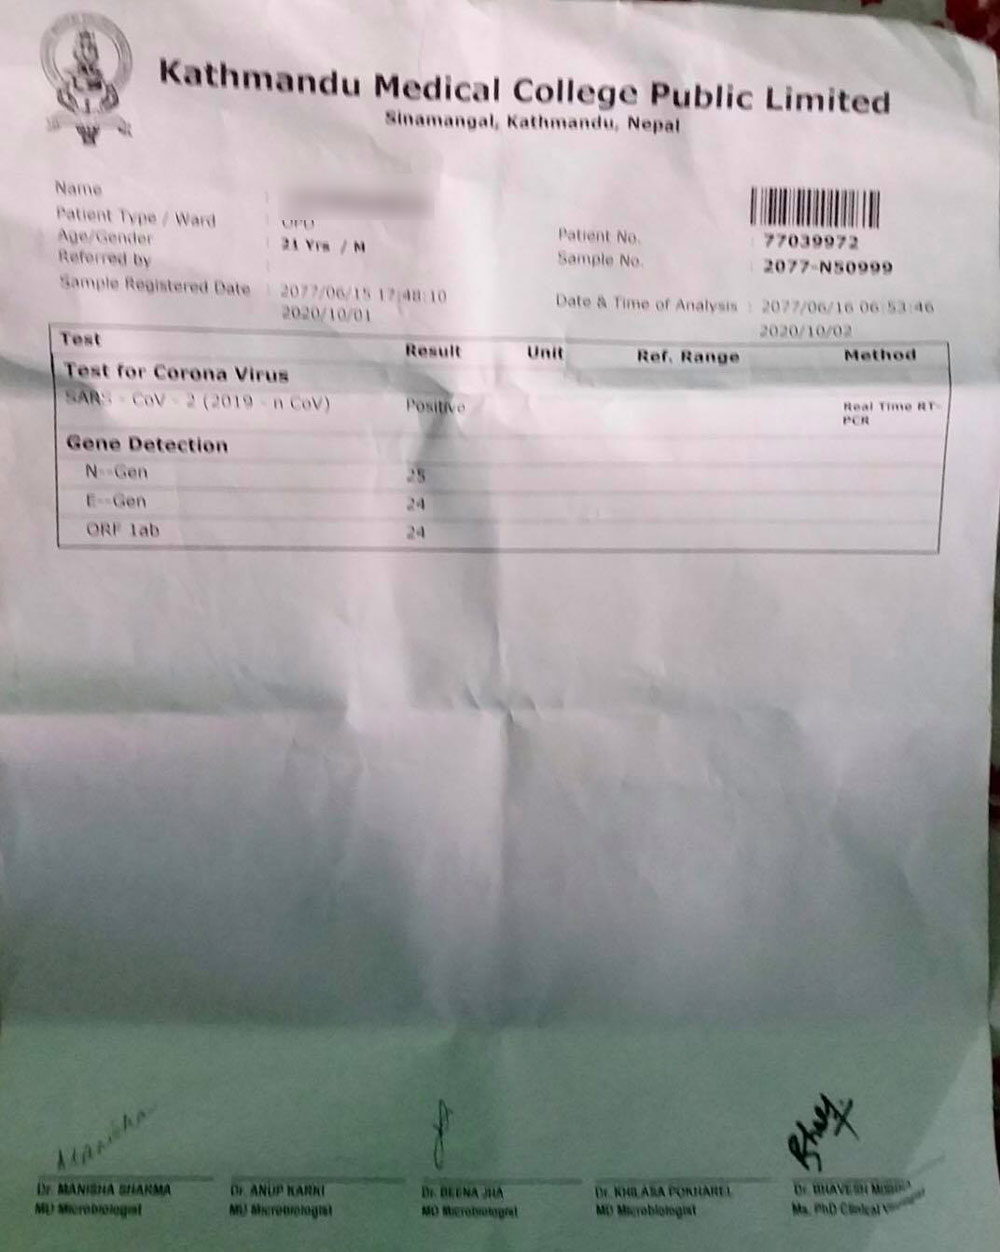 Kathmandu Medical College Public Limited
Sinamangal, Kathmandu, Nepal
Name :
Patient Type / Ward : OPD
Age/Gender : 21 Yrs / M
Referred by :
Sample Registered Date : 2077/06/15 17:48:10
2020/10/01
Patient No. : 77039972
Sample No. : 2077-N50999
Date & Time of Analysis : 2077/06/16 06:53:46
2020/10/02
Test Result Unit Ref. Range Method
Test for Corona Virus
SARS - CoV - 2 (2019 - n CoV) Positive Real Time RT-
PCR
Gene Detection
N--Gen 25
E--Gen 24
ORF 1ab 24
Manisha
Dr. MANISHA SHARMA
MD Microbiologist
Dr. ANUP KARKI
MD Microbiologist
Dr. BEENA JHA
MD Microbiologist
Dr. KHILASA POKHAREL
MD Microbiologist
Dr. BHAVESH
Ms. PhD Clinical